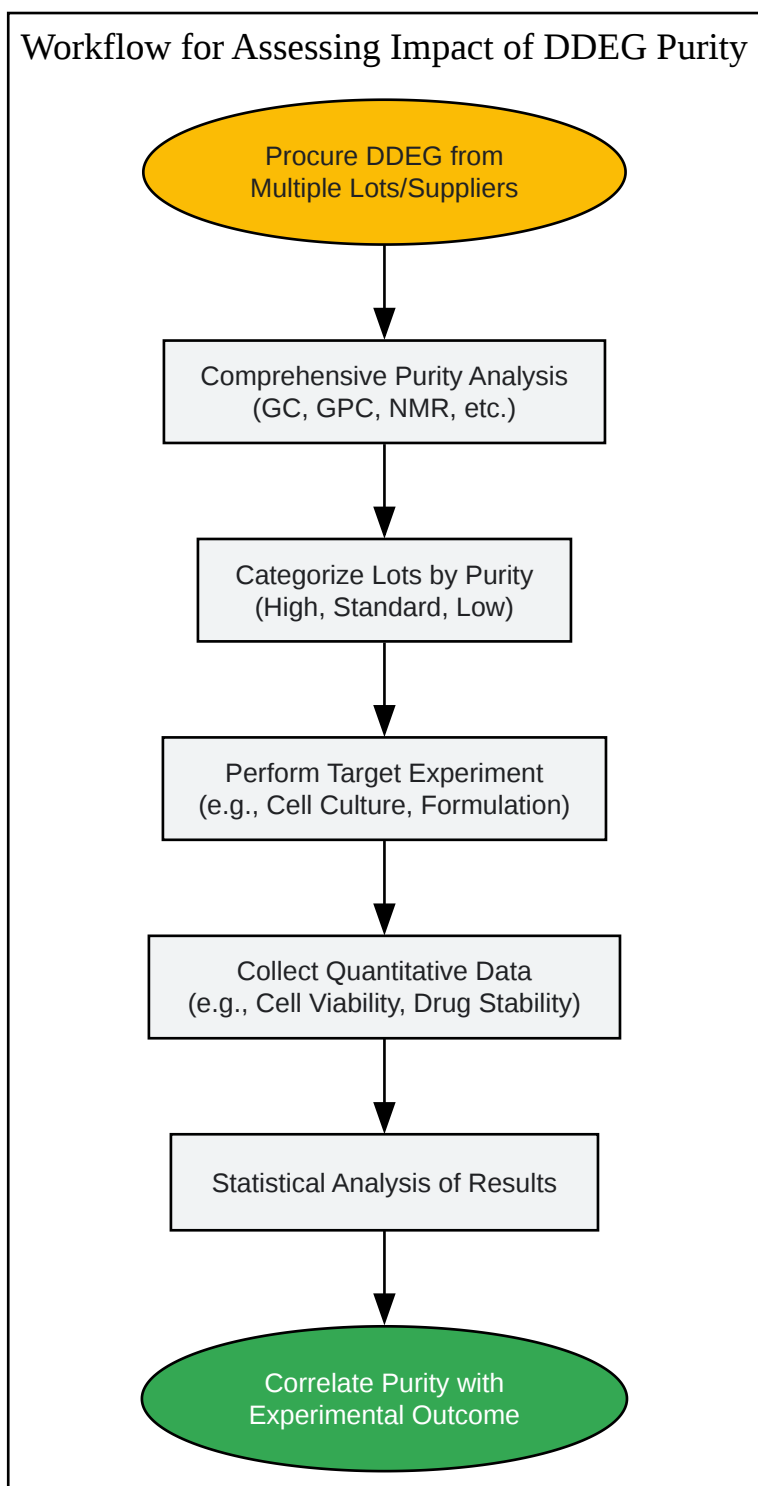 Workflow for Assessing Impact of DDEG Purity
Procure DDEG from
Multiple Lots/Suppliers
Comprehensive Purity Analysis
(GC, GPC, NMR, etc.)
Categorize Lots by Purity
(High, Standard, Low)
Perform Target Experiment
(e.g., Cell Culture, Formulation)
Collect Quantitative Data
(e.g., Cell Viability, Drug Stability)
Statistical Analysis of Results
Correlate Purity with
Experimental Outcome